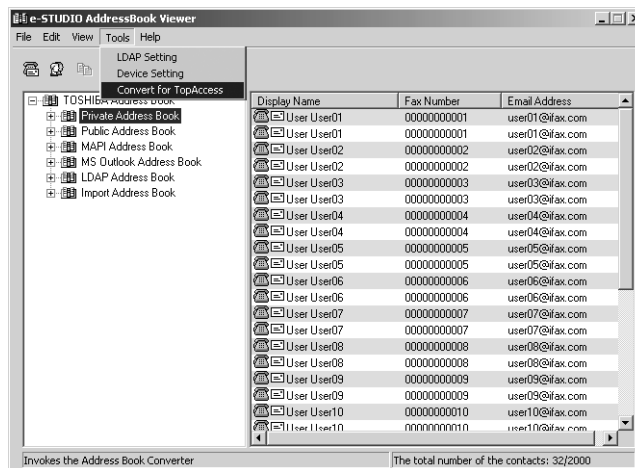 e-STUDIO AddressBook Viewer
File Edit View Tools Help
LDAP Setting
Device Setting
Convert for TopAccess
TOSHIBA Address Book
Private Address Book
Public Address Book
MAPI Address Book
MS Outlook Address Book
LDAP Address Book
Import Address Book
Display Name Fax Number Email Address
User User01 00000000001 user01@ifax.com
User User01 00000000001 user01@ifax.com
User User02 00000000002 user02@ifax.com
User User02 00000000002 user02@ifax.com
User User03 00000000003 user03@ifax.com
User User03 00000000003 user03@ifax.com
User User04 00000000004 user04@ifax.com
User User04 00000000004 user04@ifax.com
User User05 00000000005 user05@ifax.com
User User05 00000000005 user05@ifax.com
User User06 00000000006 user06@ifax.com
User User06 00000000006 user06@ifax.com
User User07 00000000007 user07@ifax.com
User User07 00000000007 user07@ifax.com
User User08 00000000008 user08@ifax.com
User User08 00000000008 user08@ifax.com
User User09 00000000009 user09@ifax.com
User User09 00000000009 user09@ifax.com
User User10 00000000010 user10@ifax.com
User User10 00000000010 user10@ifax.com
Invokes the Address Book Converter The total number of the contacts: 32/2000